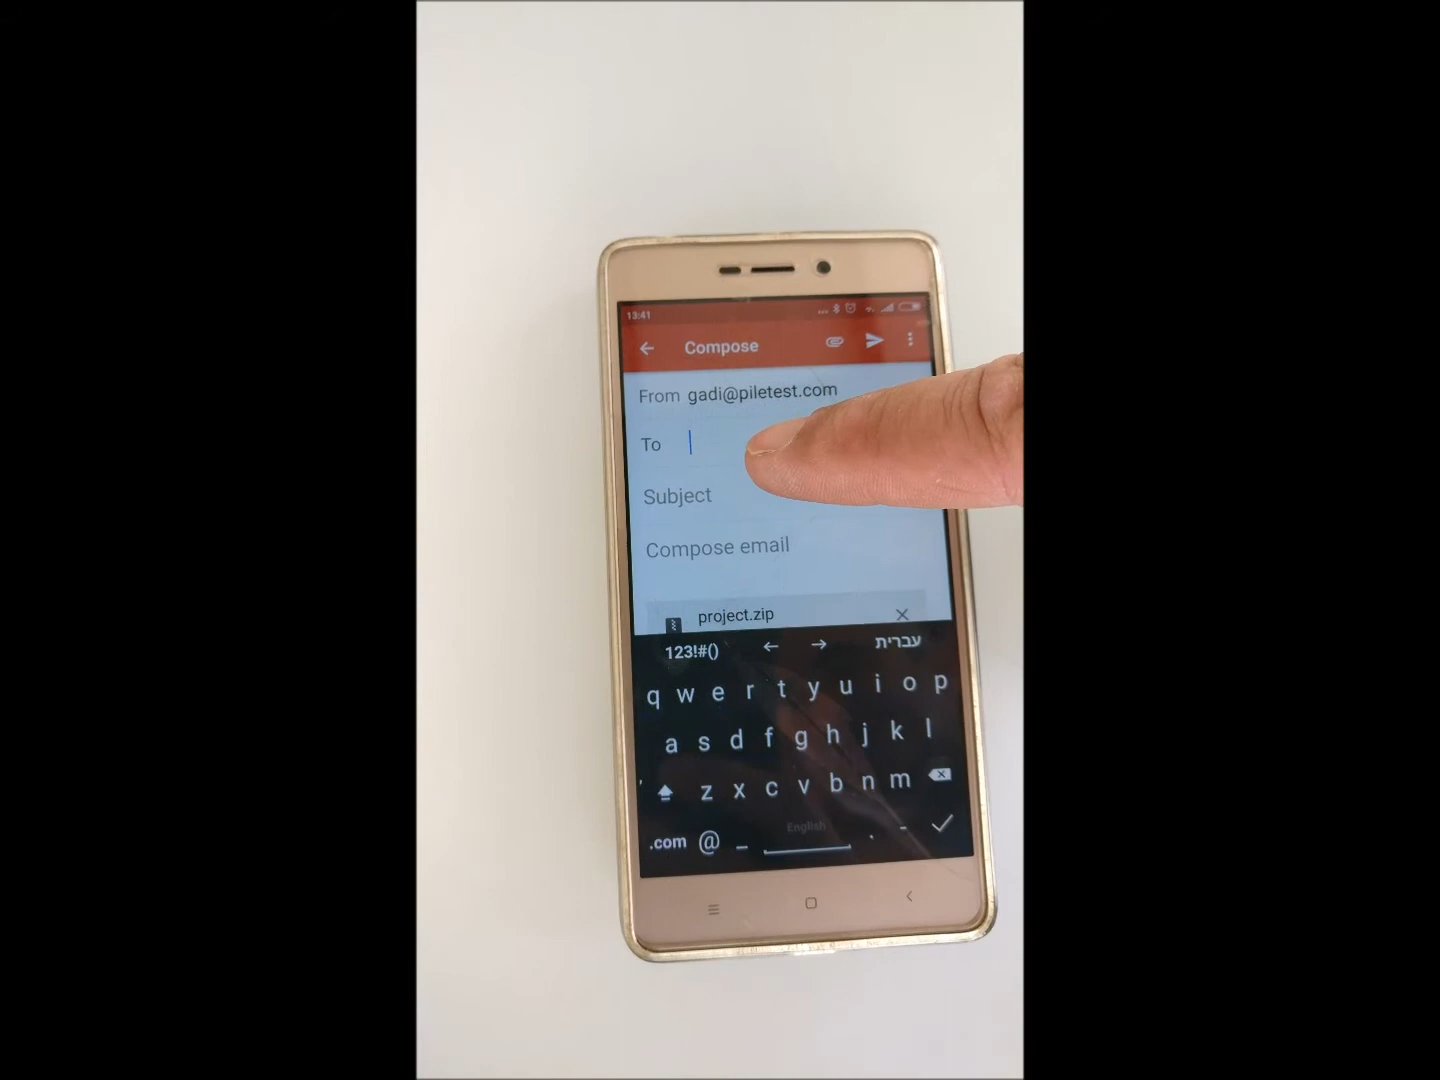 13:41
Compose
From gadi@piletest.com
To
Subject
Compose email
project.zip
123!#() ← → עברית
q w e r t y u i o p
a s d f g h j k l
z x c v b n m
.com @ _ English . -